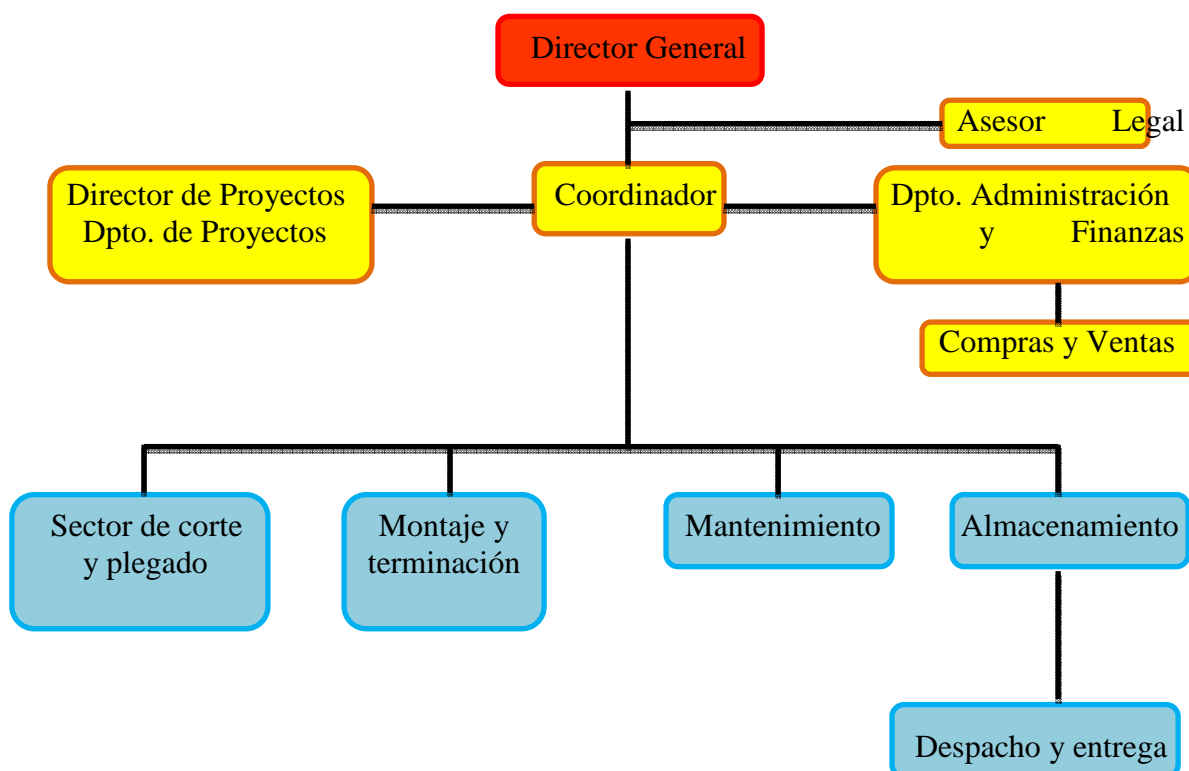 Director General
Asesor Legal
Director de Proyectos
Dpto. de Proyectos
Coordinador
Dpto. Administración
y Finanzas
Compras y Ventas
Sector de corte
y plegado
Montaje y
terminación
Mantenimiento
Almacenamiento
Despacho y entrega